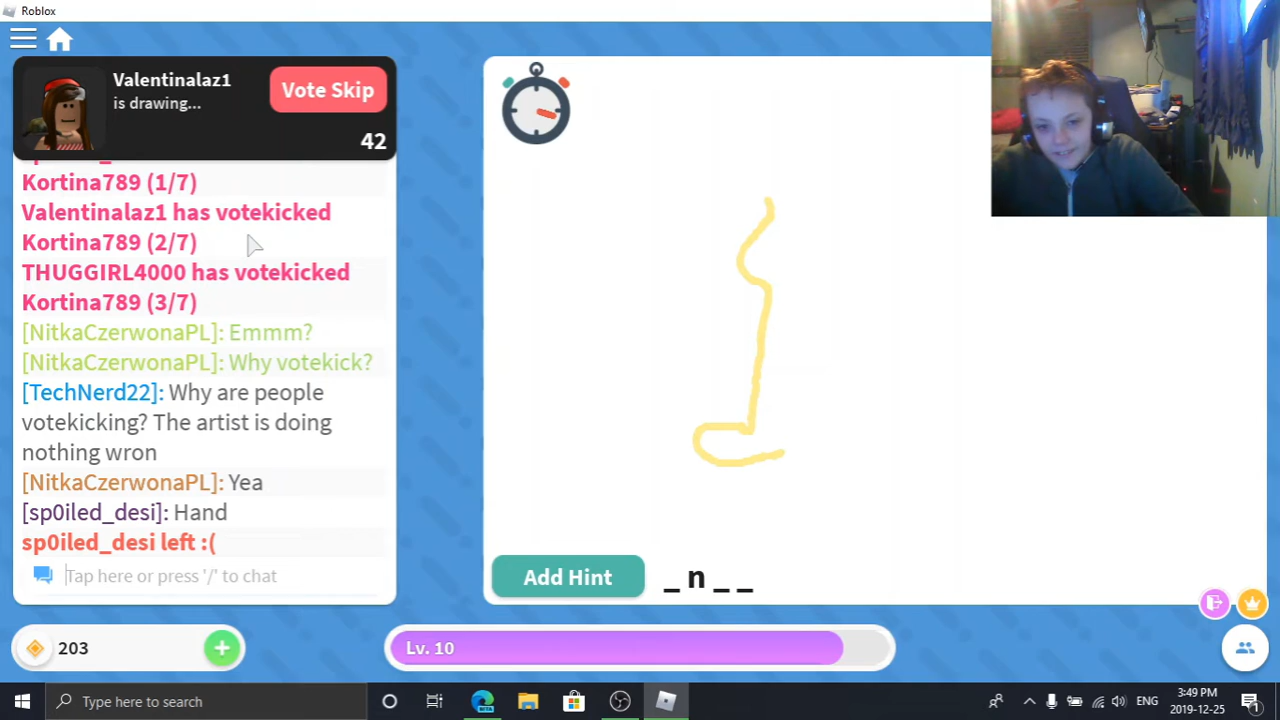 Roblox
Valentinalaz1
is drawing...
Vote Skip
42
Kortina789 (1/7)
Valentinalaz1 has votekicked
Kortina789 (2/7)
THUGGIRL4000 has votekicked
Kortina789 (3/7)
[NitkaCzerwonaPL]: Emmm?
[NitkaCzerwonaPL]: Why votekick?
[TechNerd22]: Why are people
votekicking? The artist is doing
nothing wron
[NitkaCzerwonaPL]: Yea
[sp0iled_desi]: Hand
sp0iled_desi left :(
Tap here or press '/' to chat
Add Hint
_ n _ _
203
Lv. 10
Type here to search
ENG
3:49 PM
2019-12-25